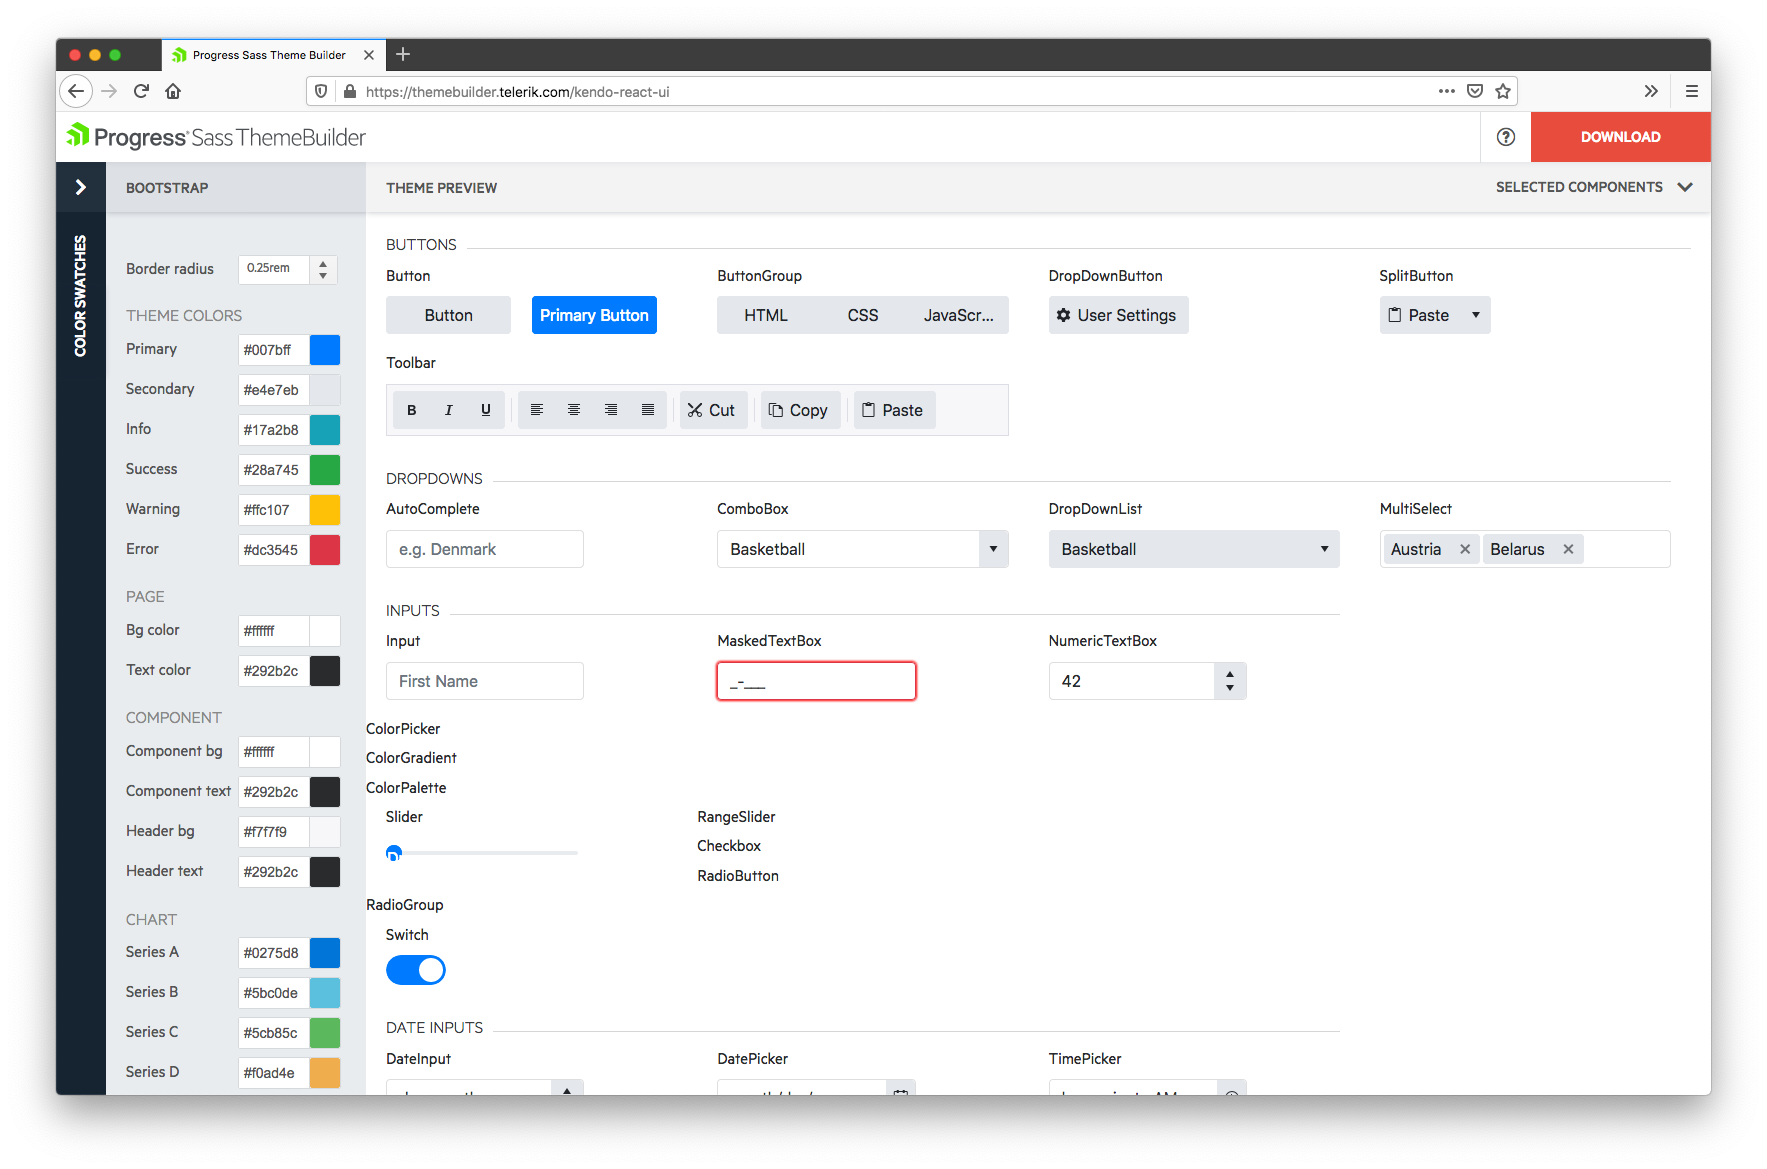 Progress Sass Theme Builder
https://themebuilder.telerik.com/kendo-react-ui
Progress Sass ThemeBuilder
DOWNLOAD
COLOR SWATCHES
BOOTSTRAP
Border radius 0.25rem
THEME COLORS
Primary #007bff
Secondary #e4e7eb
Info #17a2b8
Success #28a745
Warning #ffc107
Error #dc3545
PAGE
Bg color #ffffff
Text color #292b2c
COMPONENT
Component bg #ffffff
Component text #292b2c
Header bg #f7f7f9
Header text #292b2c
CHART
Series A #0275d8
Series B #5bc0de
Series C #5cb85c
Series D #f0ad4e
THEME PREVIEW
SELECTED COMPONENTS
BUTTONS
Button ButtonGroup DropDownButton SplitButton
Button Primary Button HTML CSS JavaScr... User Settings Paste
Toolbar
B I U Cut Copy Paste
DROPDOWNS
AutoComplete ComboBox DropDownList MultiSelect
e.g. Denmark Basketball Basketball Austria Belarus
INPUTS
Input MaskedTextBox NumericTextBox
First Name _-___ 42
ColorPicker
ColorGradient
ColorPalette
Slider RangeSlider
Checkbox
RadioButton
RadioGroup
Switch
DATE INPUTS
DateInput DatePicker TimePicker
AM